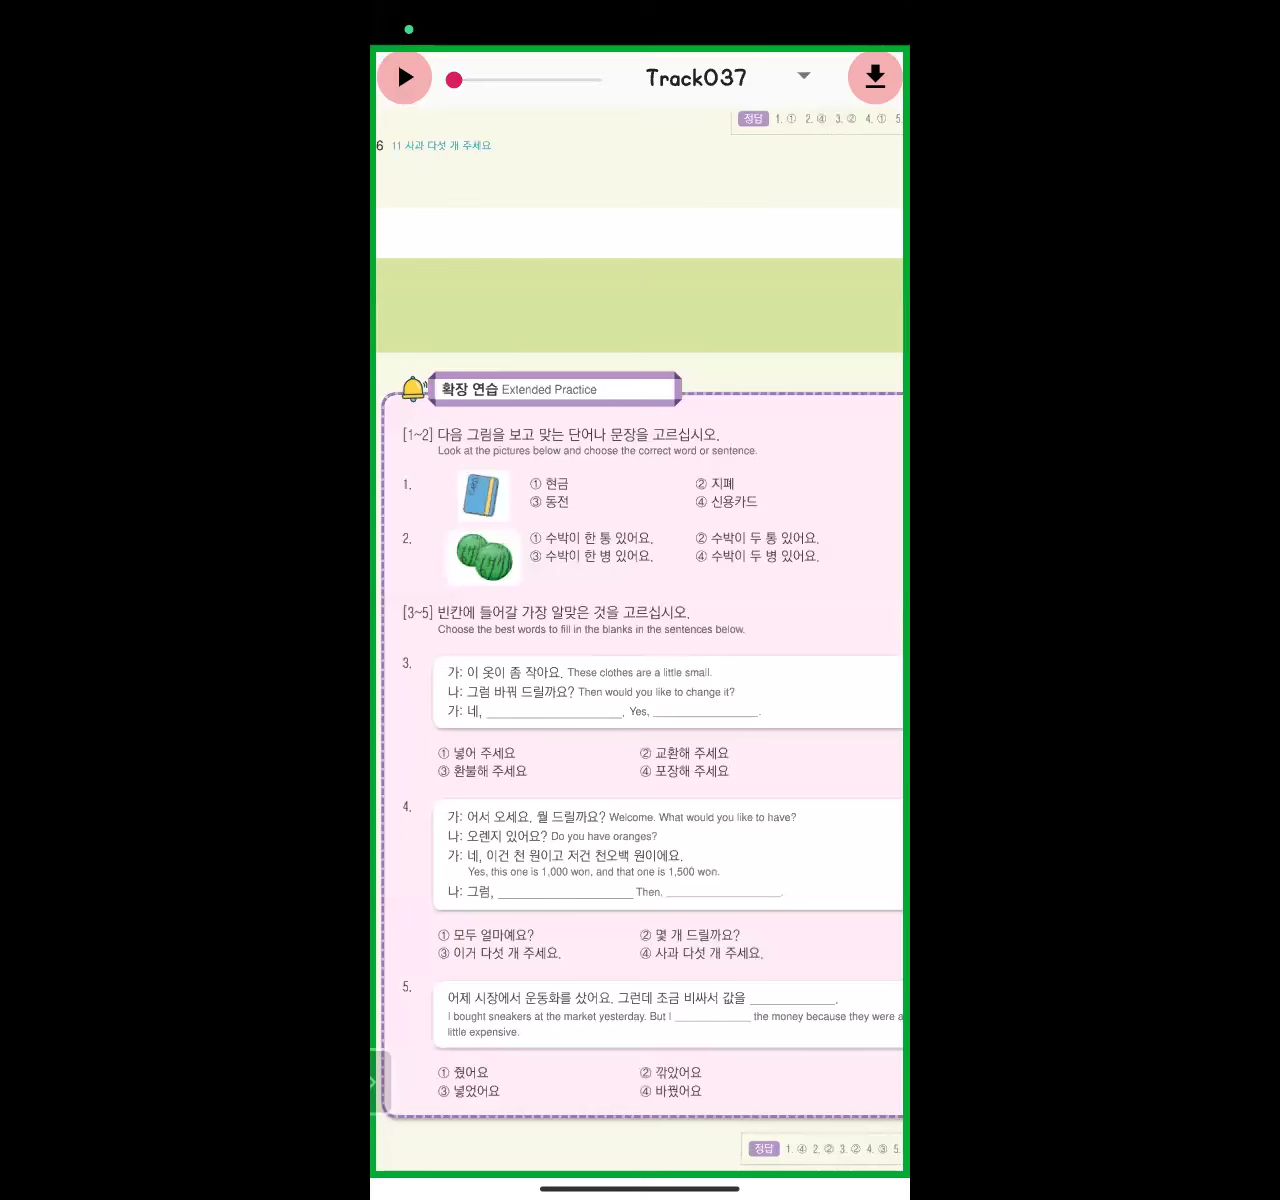 Track037
정답 1. ① 2. ④ 3. ② 4. ① 5.
6 11 사과 다섯 개 주세요
확장 연습 Extended Practice
[1~2] 다음 그림을 보고 맞는 단어나 문장을 고르십시오.
Look at the pictures below and choose the correct word or sentence.
1. ① 현금 ② 지폐
③ 동전 ④ 신용카드
2. ① 수박이 한 통 있어요. ② 수박이 두 통 있어요.
③ 수박이 한 병 있어요. ④ 수박이 두 병 있어요.
[3~5] 빈칸에 들어갈 가장 알맞은 것을 고르십시오.
Choose the best words to fill in the blanks in the sentences below.
3. 가: 이 옷이 좀 작아요. These clothes are a little small.
나: 그럼 바꿔 드릴까요? Then would you like to change it?
가: 네, ____________________. Yes, ____________________.
① 넣어 주세요 ② 교환해 주세요
③ 환불해 주세요 ④ 포장해 주세요
4. 가: 어서 오세요. 뭘 드릴까요? Welcome. What would you like to have?
나: 오렌지 있어요? Do you have oranges?
가: 네, 이건 천 원이고 저건 천오백 원이에요.
Yes, this one is 1,000 won, and that one is 1,500 won.
나: 그럼, ____________________ Then, ____________________.
① 모두 얼마예요? ② 몇 개 드릴까요?
③ 이거 다섯 개 주세요. ④ 사과 다섯 개 주세요.
5. 어제 시장에서 운동화를 샀어요. 그런데 조금 비싸서 값을 ____________.
I bought sneakers at the market yesterday. But I ____________ the money because they were a
little expensive.
① 줬어요 ② 깎았어요
③ 넣었어요 ④ 바꿨어요
정답 1. ④ 2. ② 3. ② 4. ③ 5.